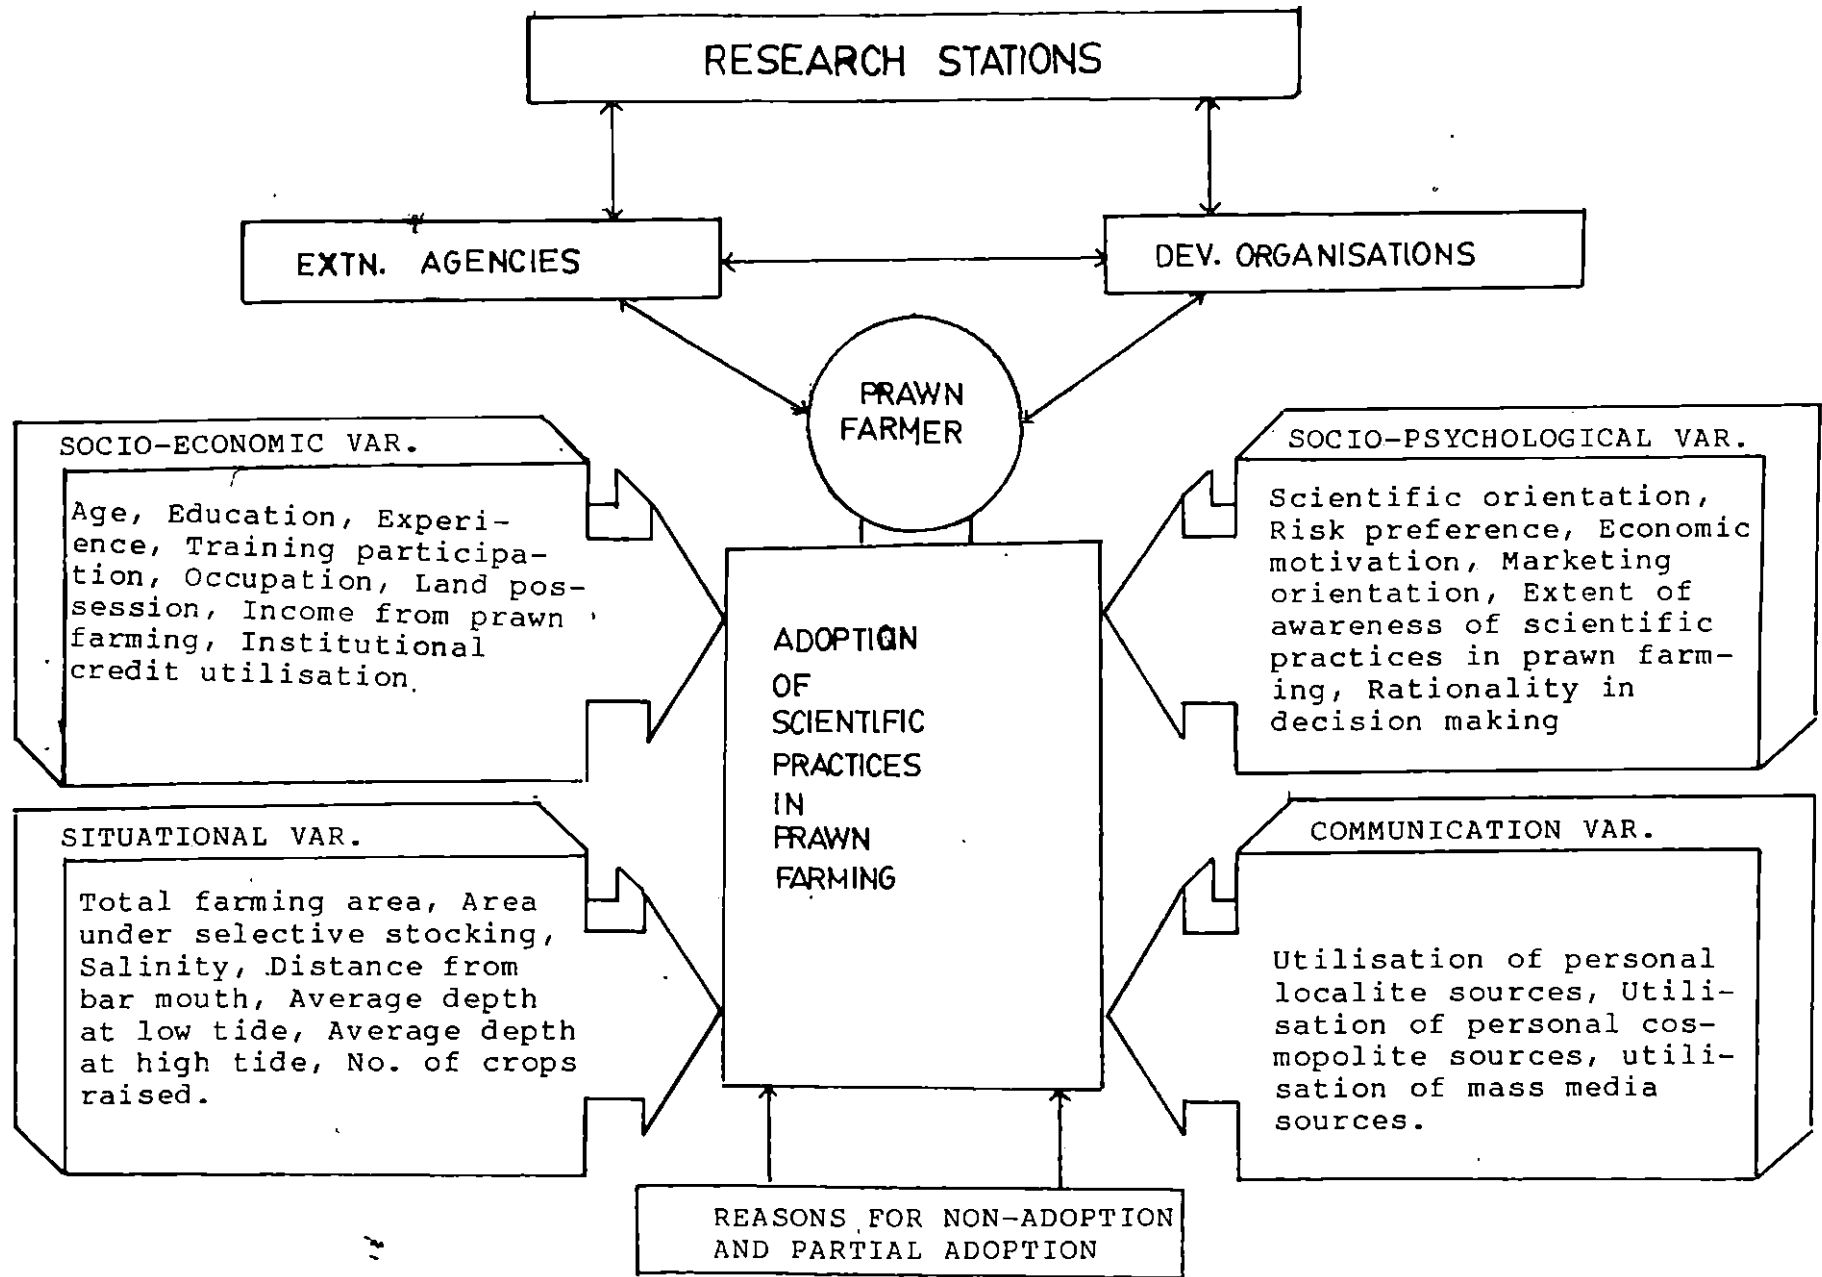 RESEARCH STATIONS
EXTN. AGENCIES
DEV. ORGANISATIONS
PRAWN
FARMER
SOCIO-ECONOMIC VAR.
Age, Education, Experi-
ence, Training participa-
tion, Occupation, Land pos-
session, Income from prawn
farming, Institutional
credit utilisation.
SOCIO-PSYCHOLOGICAL VAR.
Scientific orientation,
Risk preference, Economic
motivation, Marketing
orientation, Extent of
awareness of scientific
practices in prawn farm-
ing, Rationality in
decision making
ADOPTION
OF
SCIENTIFIC
PRACTICES
IN
PRAWN
FARMING
SITUATIONAL VAR.
Total farming area, Area
under selective stocking,
Salinity, Distance from
bar mouth, Average depth
at low tide, Average depth
at high tide, No. of crops
raised.
COMMUNICATION VAR.
Utilisation of personal
localite sources, Utili-
sation of personal cos-
mopolite sources, utili-
sation of mass media
sources.
REASONS FOR NON-ADOPTION
AND PARTIAL ADOPTION